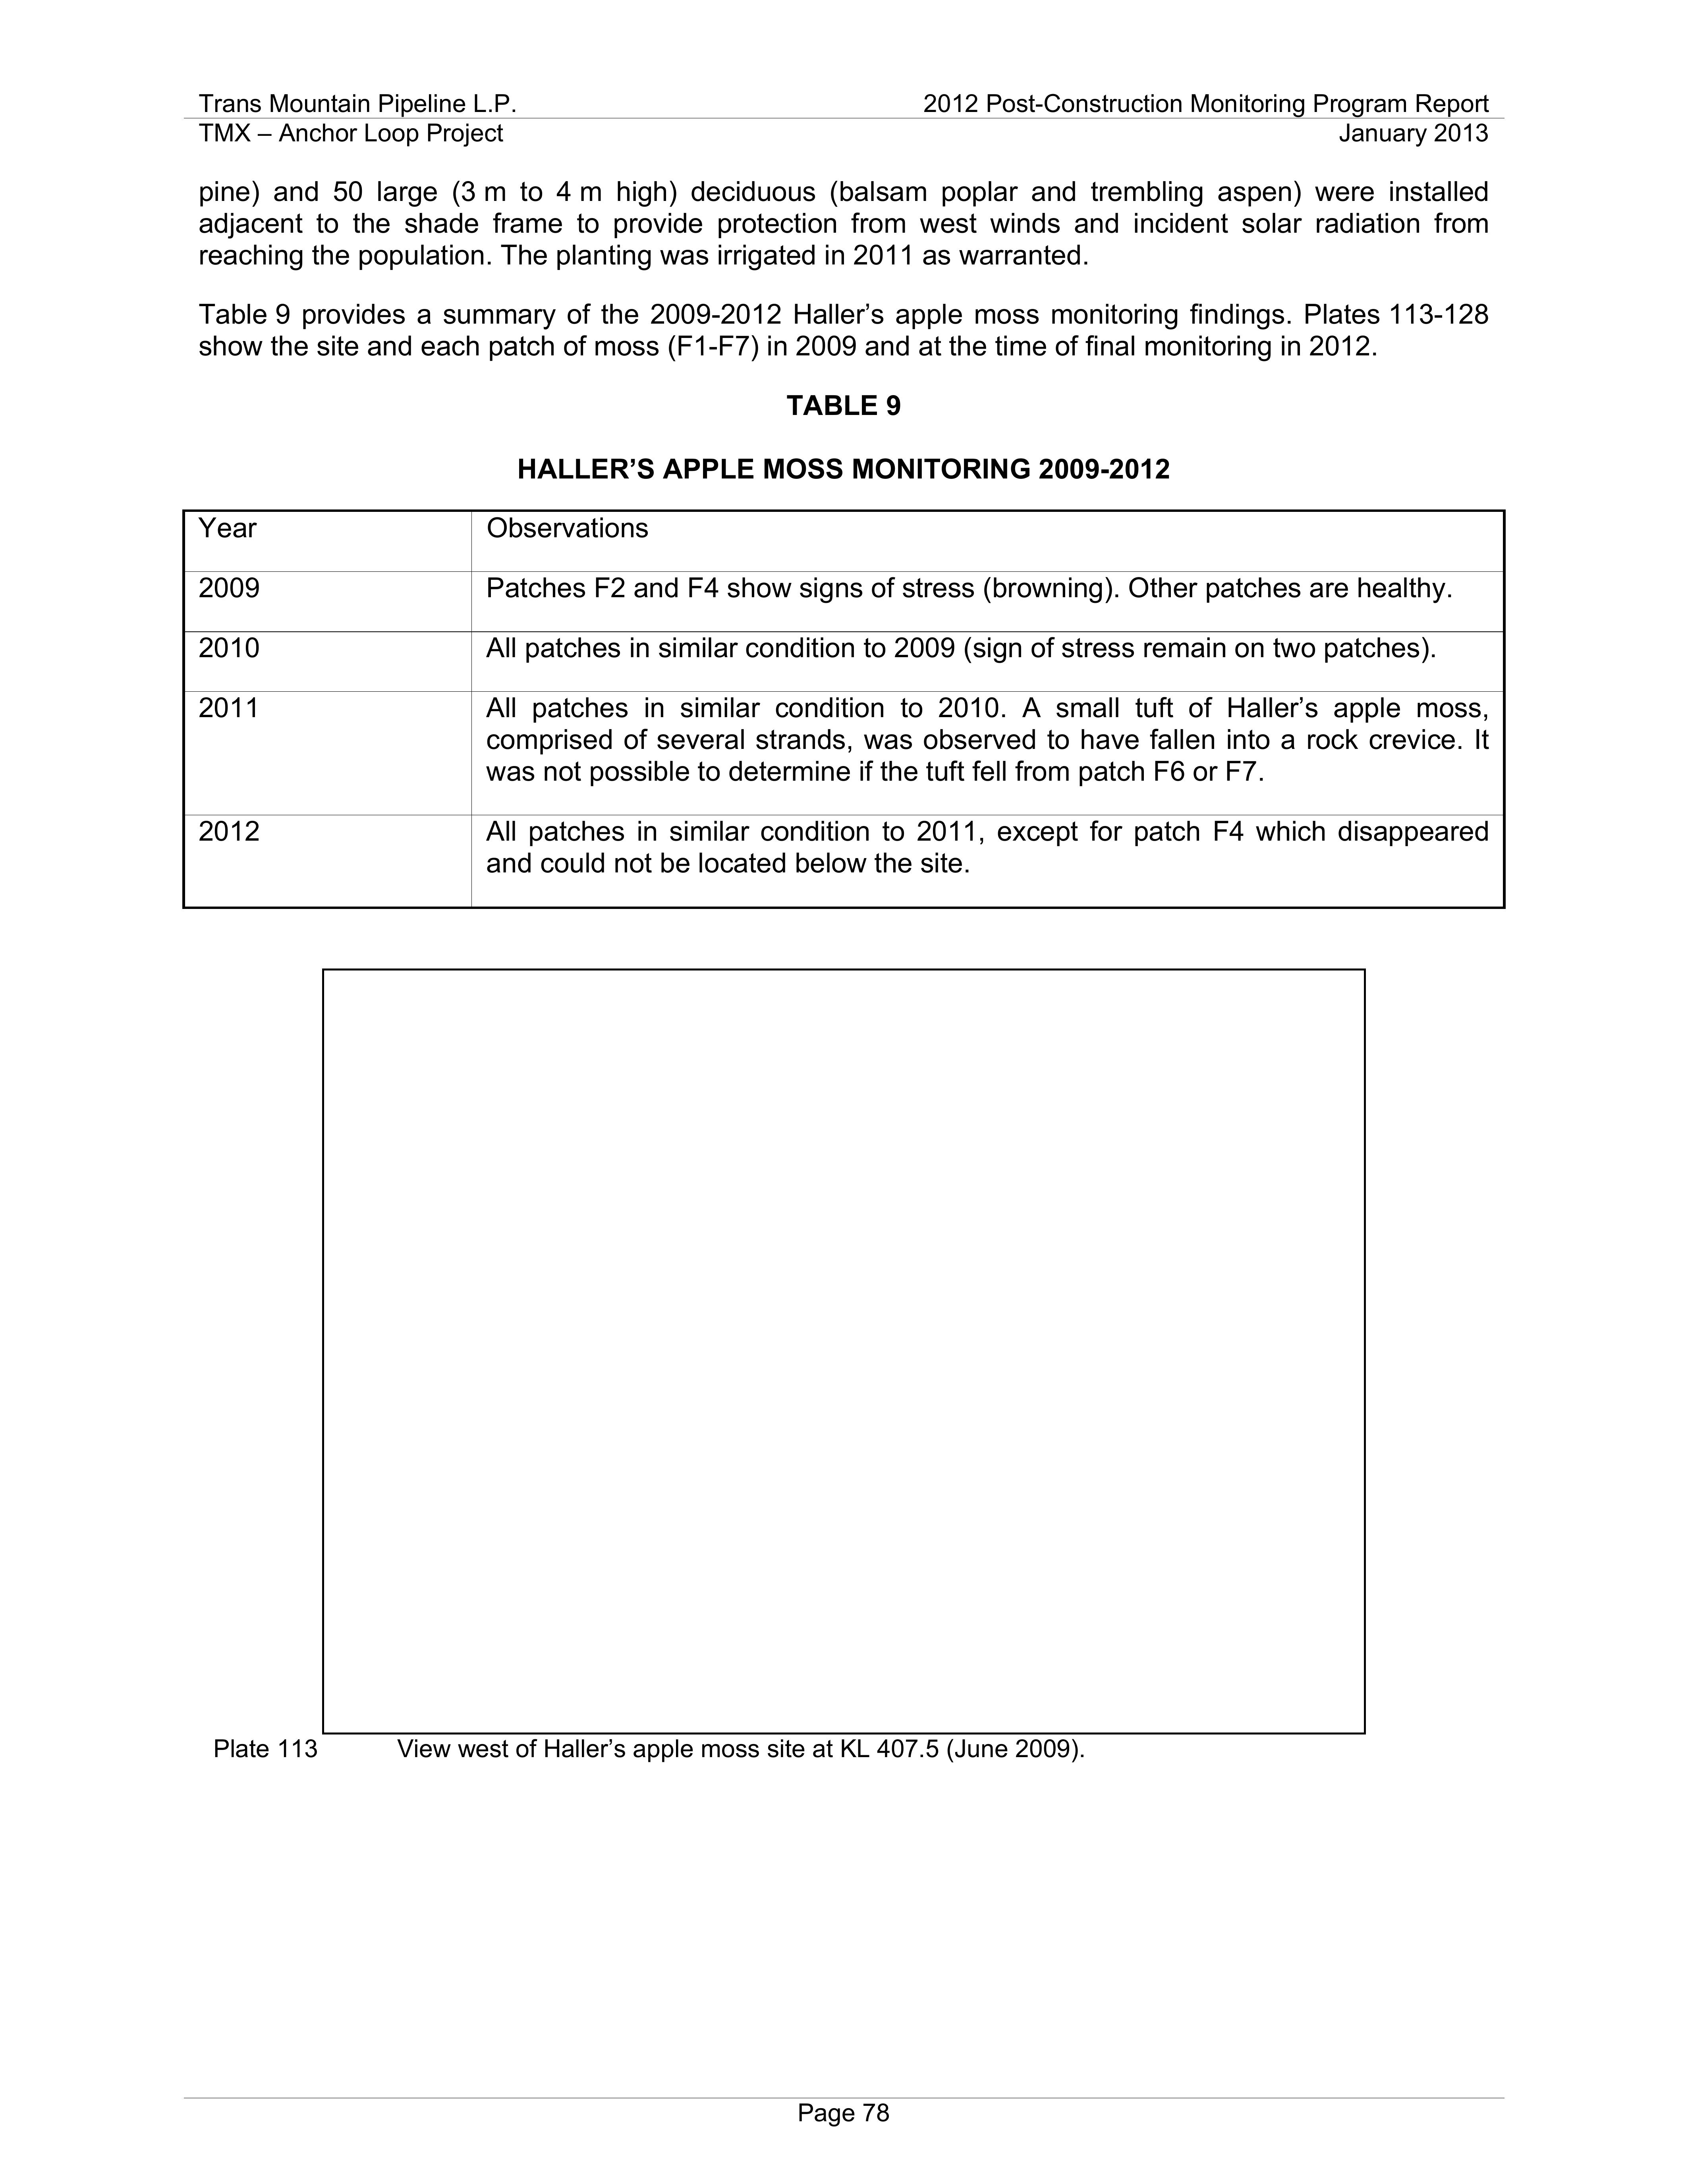 Trans Mountain Pipeline L.P. 2012 Post-Construction Monitoring Program Report
TMX – Anchor Loop Project January 2013
pine) and 50 large (3 m to 4 m high) deciduous (balsam poplar and trembling aspen) were installed
adjacent to the shade frame to provide protection from west winds and incident solar radiation from
reaching the population. The planting was irrigated in 2011 as warranted.
Table 9 provides a summary of the 2009-2012 Haller’s apple moss monitoring findings. Plates 113-128
show the site and each patch of moss (F1-F7) in 2009 and at the time of final monitoring in 2012.
TABLE 9
HALLER’S APPLE MOSS MONITORING 2009-2012
Year Observations
2009 Patches F2 and F4 show signs of stress (browning). Other patches are healthy.
2010 All patches in similar condition to 2009 (sign of stress remain on two patches).
2011 All patches in similar condition to 2010. A small tuft of Haller’s apple moss,
comprised of several strands, was observed to have fallen into a rock crevice. It
was not possible to determine if the tuft fell from patch F6 or F7.
2012 All patches in similar condition to 2011, except for patch F4 which disappeared
and could not be located below the site.
Plate 113 View west of Haller’s apple moss site at KL 407.5 (June 2009).
Page 78